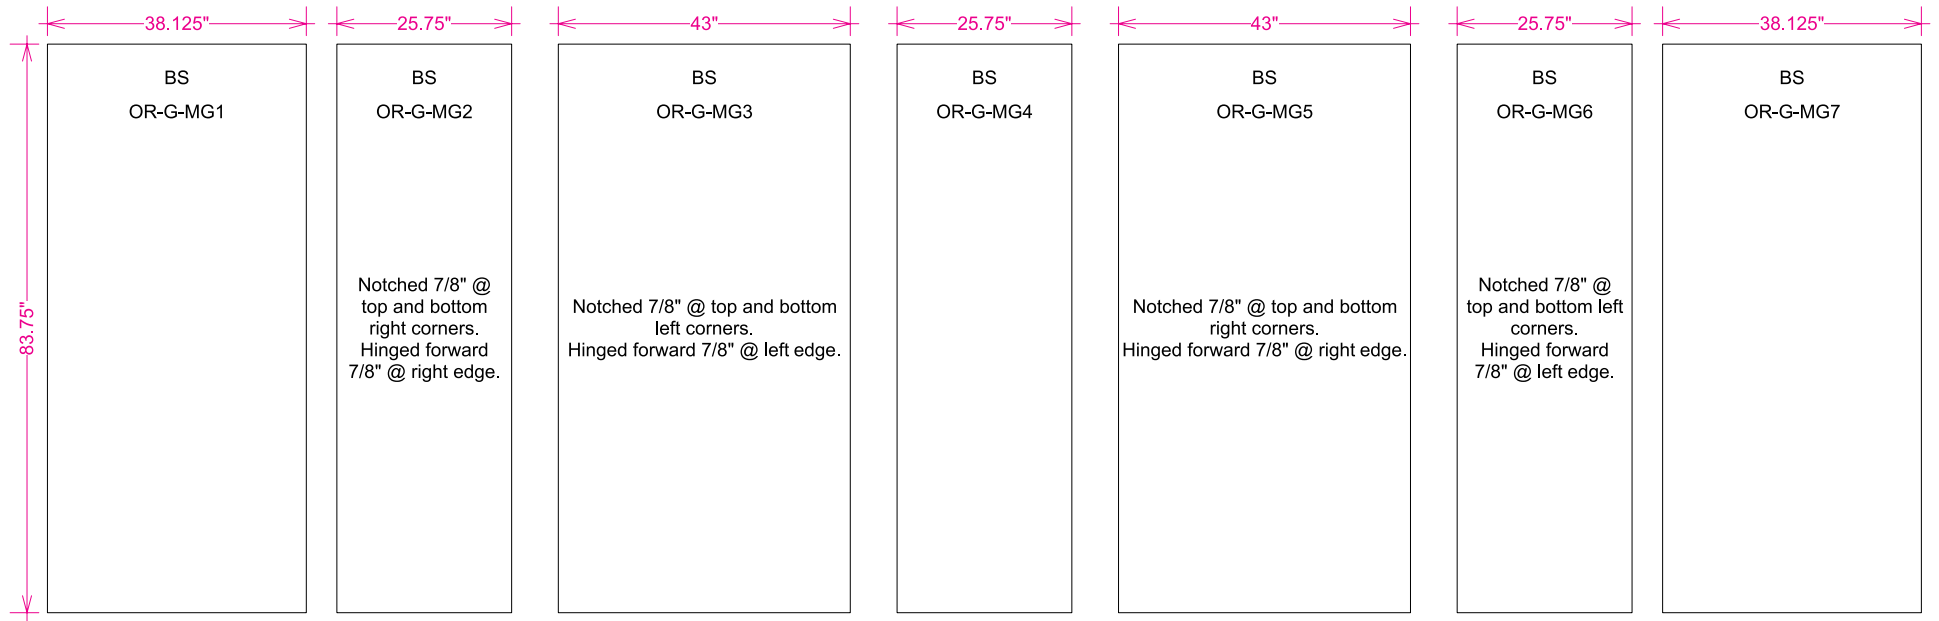 38.125"
25.75"
43"
25.75"
43"
25.75"
38.125"
83.75"
BS
OR-G-MG1
BS
OR-G-MG2
Notched 7/8" @
top and bottom
right corners.
Hinged forward
7/8" @ right edge.
BS
OR-G-MG3
Notched 7/8" @ top and bottom
left corners.
Hinged forward 7/8" @ left edge.
BS
OR-G-MG4
BS
OR-G-MG5
Notched 7/8" @ top and bottom
right corners.
Hinged forward 7/8" @ right edge.
BS
OR-G-MG6
Notched 7/8" @
top and bottom left
corners.
Hinged forward
7/8" @ left edge.
BS
OR-G-MG7